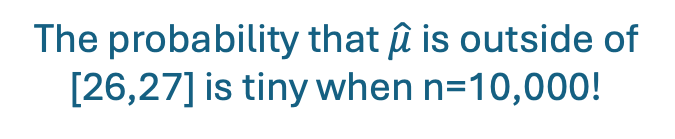 The probability that μ̂ is outside of
[26,27] is tiny when n=10,000!